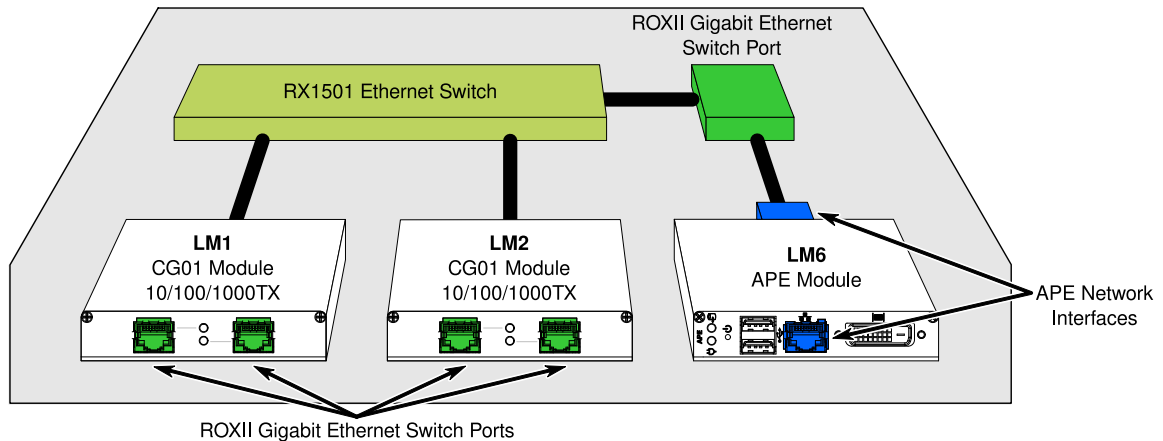 ROXII Gigabit Ethernet
Switch Port
RX1501 Ethernet Switch
LM1
CG01 Module
10/100/1000TX
LM2
CG01 Module
10/100/1000TX
LM6
APE Module
APE
APE Network
Interfaces
ROXII Gigabit Ethernet Switch Ports